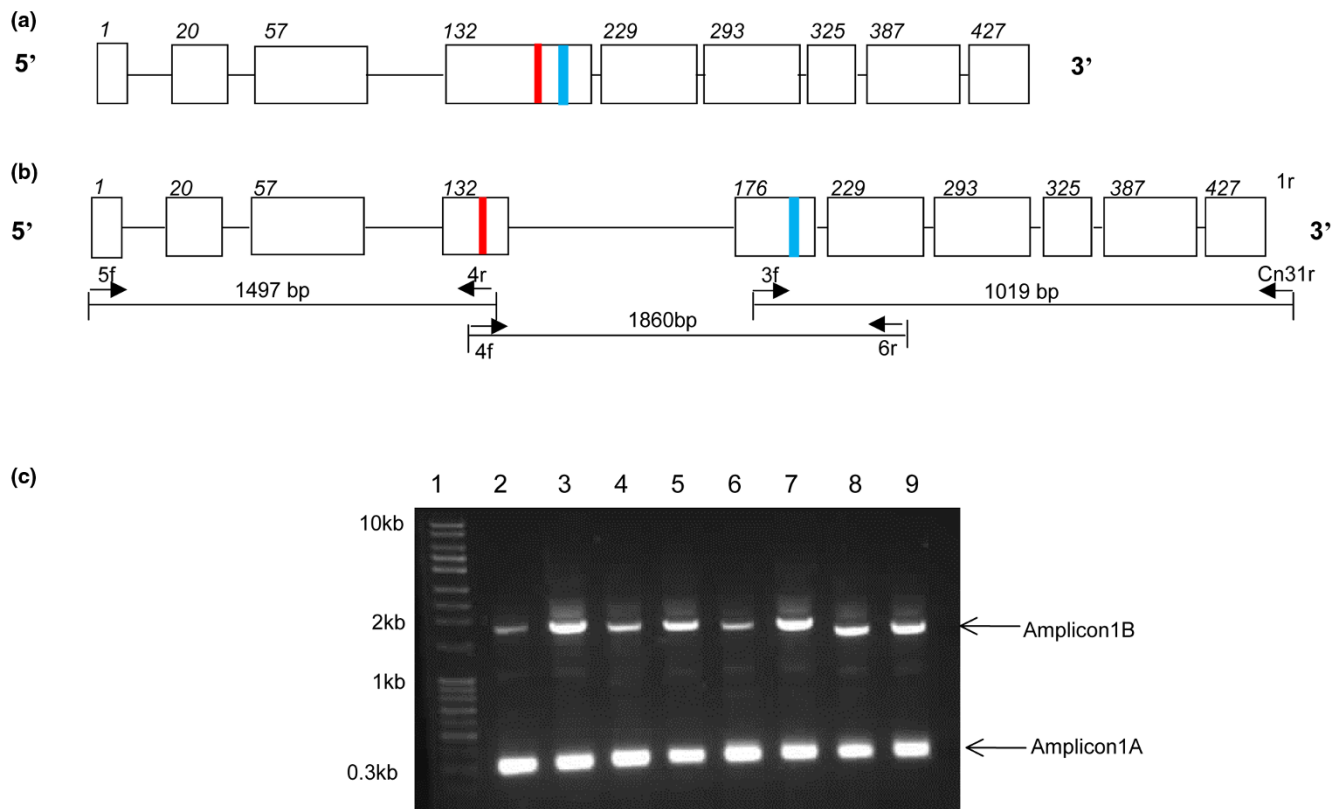 (a)
1 20 57 132 229 293 325 387 427
5’ 3’
(b)
1 20 57 132 176 229 293 325 387 427 1r
5’ 3’
5f 4r 3f Cn31r
1497 bp 1019 bp
1860bp
4f 6r
(c)
1 2 3 4 5 6 7 8 9
10kb
2kb
Amplicon1B
1kb
Amplicon1A
0.3kb